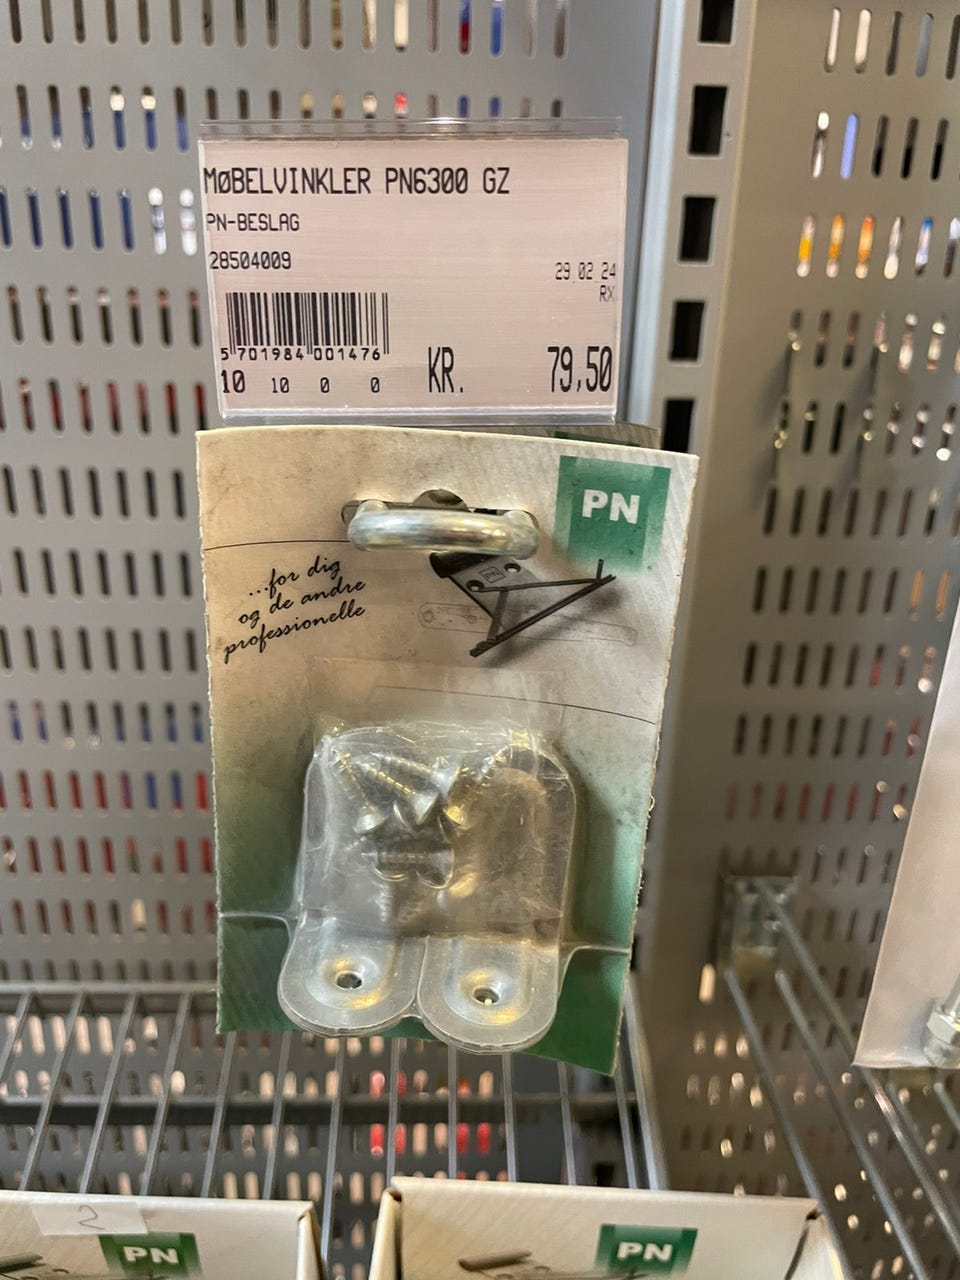 MØBELVINKLER PN6300 GZ
PN-BESLAG
28504009
29 02 24
RX
5 701984 001476
10 10 0 0
KR. 79,50
PN
...for dig
og de andre
professionelle
PN
2
PN
PN